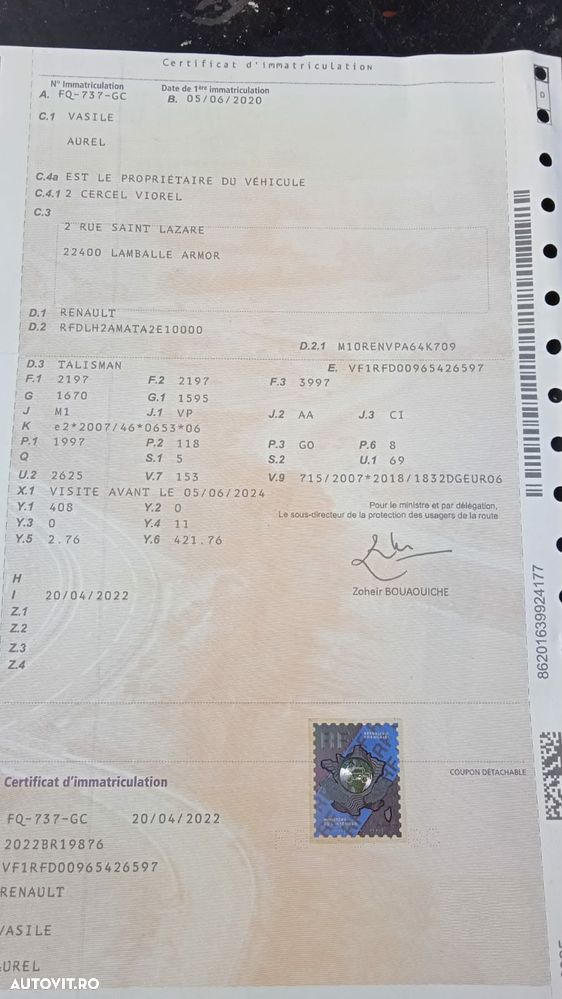 Certificat d'immatriculation
N° Immatriculation Date de 1ère immatriculation
A. FQ-737-GC B. 05/06/2020
C.1 VASILE
AUREL
C.4a EST LE PROPRIÉTAIRE DU VÉHICULE
C.4.1 2 CERCEL VIOREL
C.3
2 RUE SAINT LAZARE
22400 LAMBALLE ARMOR
D.1 RENAULT
D.2 RFDLH2AMATA2E10000
D.2.1 M10RENVPA64K709
D.3 TALISMAN E. VF1RFD00965426597
F.1 2197 F.2 2197 F.3 3997
G 1670 G.1 1595
J M1 J.1 VP J.2 AA J.3 CI
K e2*2007/46*0653*06
P.1 1997 P.2 118 P.3 GO P.6 8
Q S.1 5 S.2 U.1 69
U.2 2625 V.7 153 V.9 715/2007*2018/1832DGEURO6
X.1 VISITE AVANT LE 05/06/2024
Y.1 408 Y.2 0
Y.3 0 Y.4 11
Y.5 2.76 Y.6 421.76
Pour le ministre et par délégation,
Le sous-directeur de la protection des usagers de la route
Zoheir BOUAOUICHE
H
I 20/04/2022
Z.1
Z.2
Z.3
Z.4
86201639924177
D
RF
RÉPUBLIQUE
FRANÇAISE
MINISTÈRE
DE L'INTÉRIEUR
COUPON DÉTACHABLE
Certificat d'immatriculation
FQ-737-GC 20/04/2022
2022BR19876
VF1RFD00965426597
RENAULT
VASILE
AUREL
AUTOVIT.RO